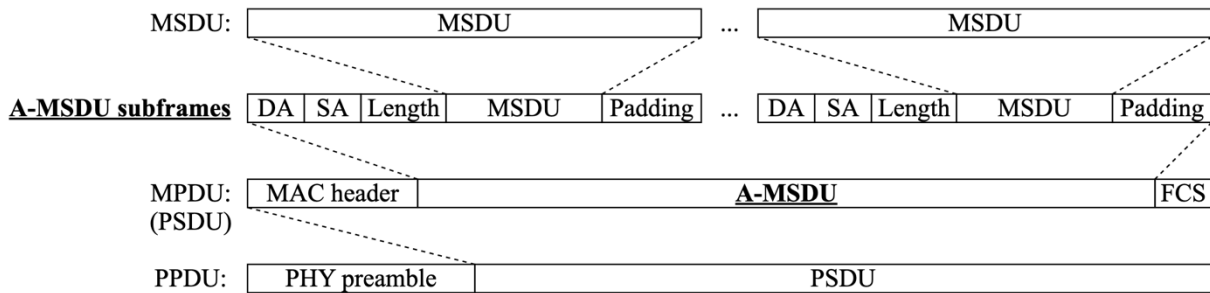 MSDU: MSDU ... MSDU
A-MSDU subframes DA SA Length MSDU Padding ... DA SA Length MSDU Padding
MPDU: MAC header A-MSDU FCS
(PSDU)
PPDU: PHY preamble PSDU